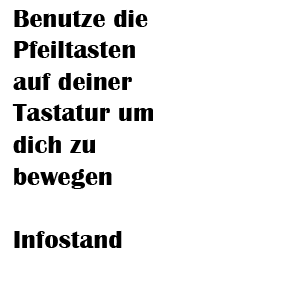 Benutze die
Pfeiltasten
auf deiner
Tastatur um
dich zu
bewegen
Infostand